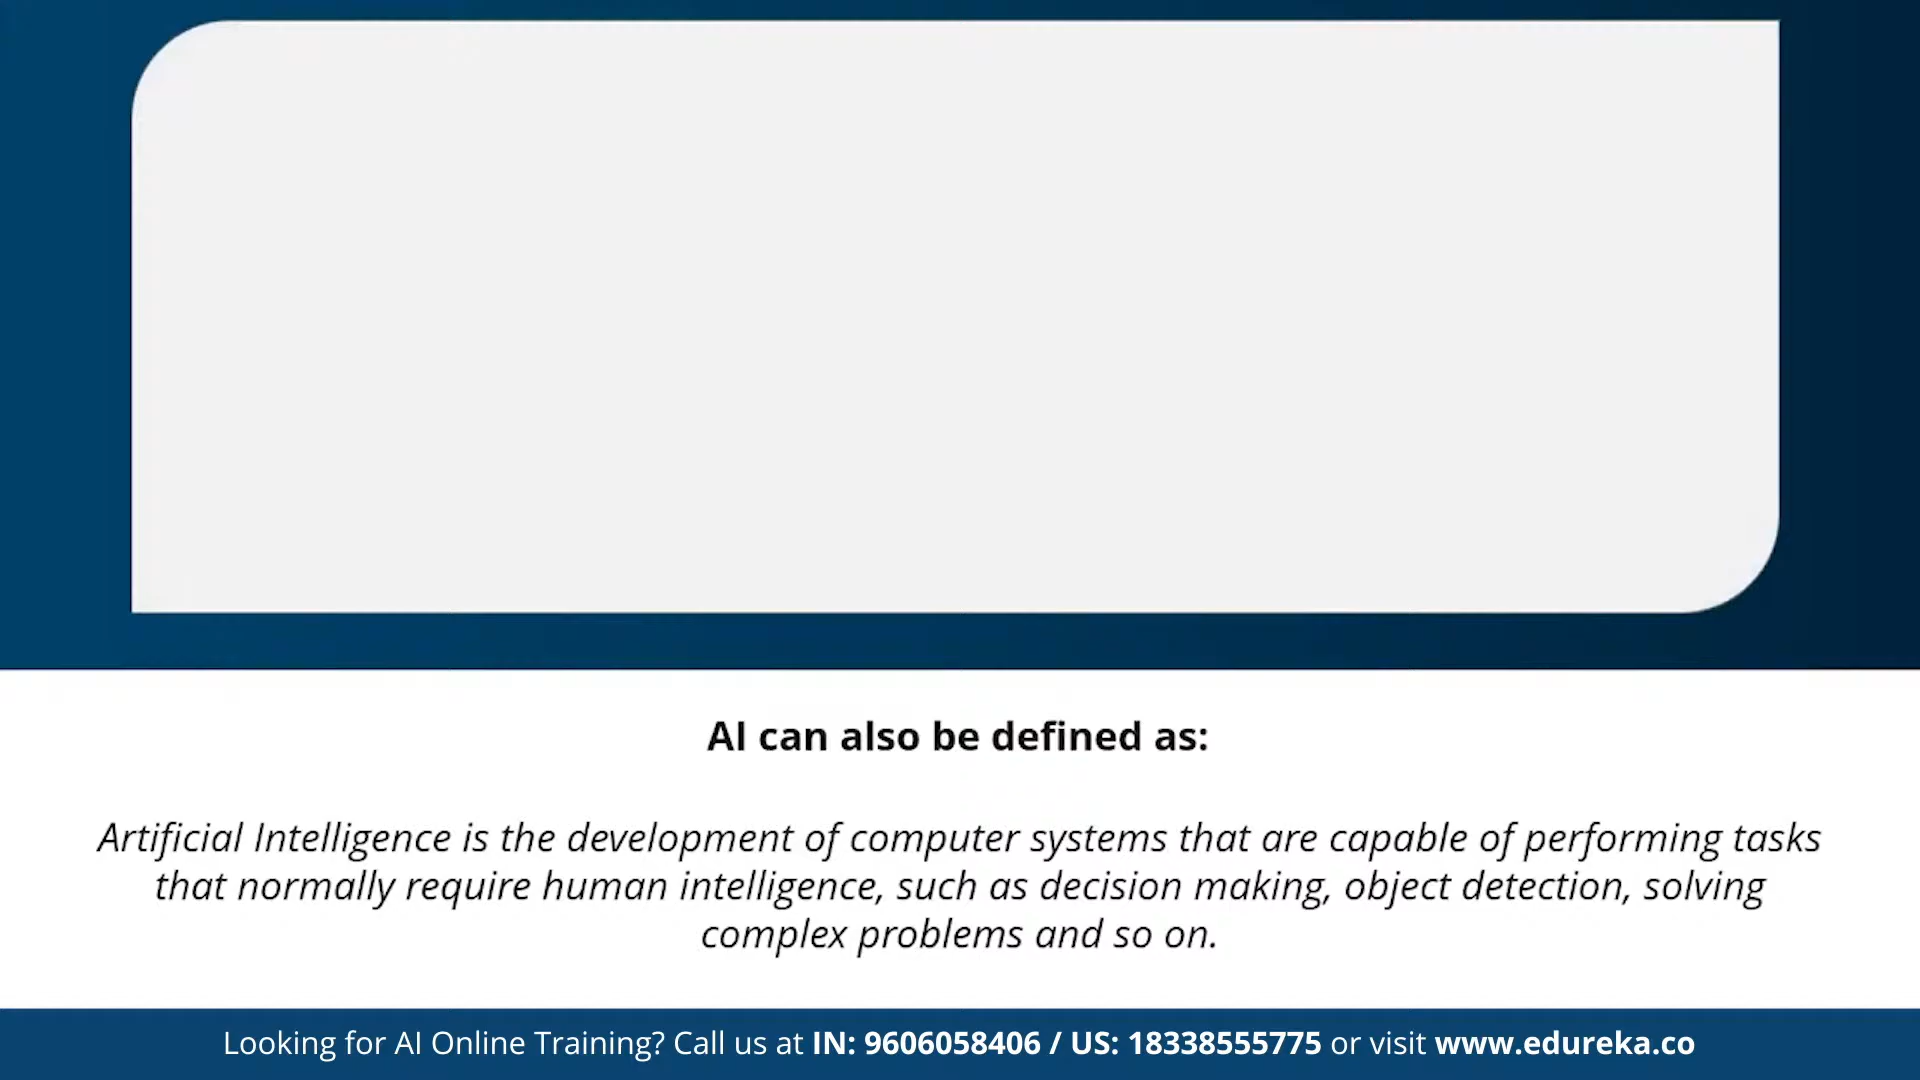 AI can also be defined as:
Artificial Intelligence is the development of computer systems that are capable of performing tasks
that normally require human intelligence, such as decision making, object detection, solving
complex problems and so on.
Looking for AI Online Training? Call us at IN: 9606058406 / US: 18338555775 or visit www.edureka.co